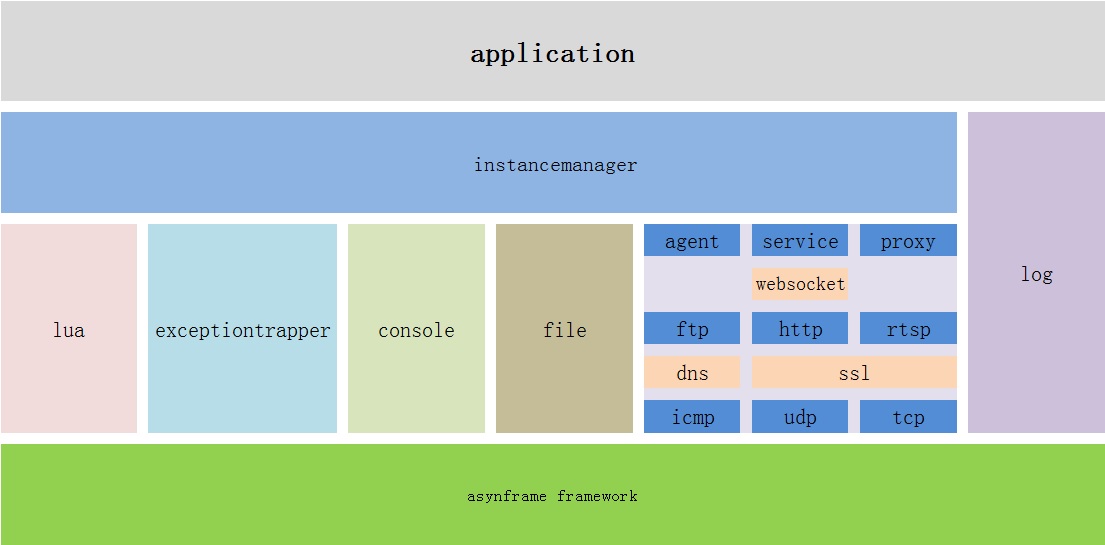 application
instancemanager
log
lua
exceptiontrapper
console
file
agent
service
proxy
websocket
ftp
http
rtsp
dns
ssl
icmp
udp
tcp
asynframe framework